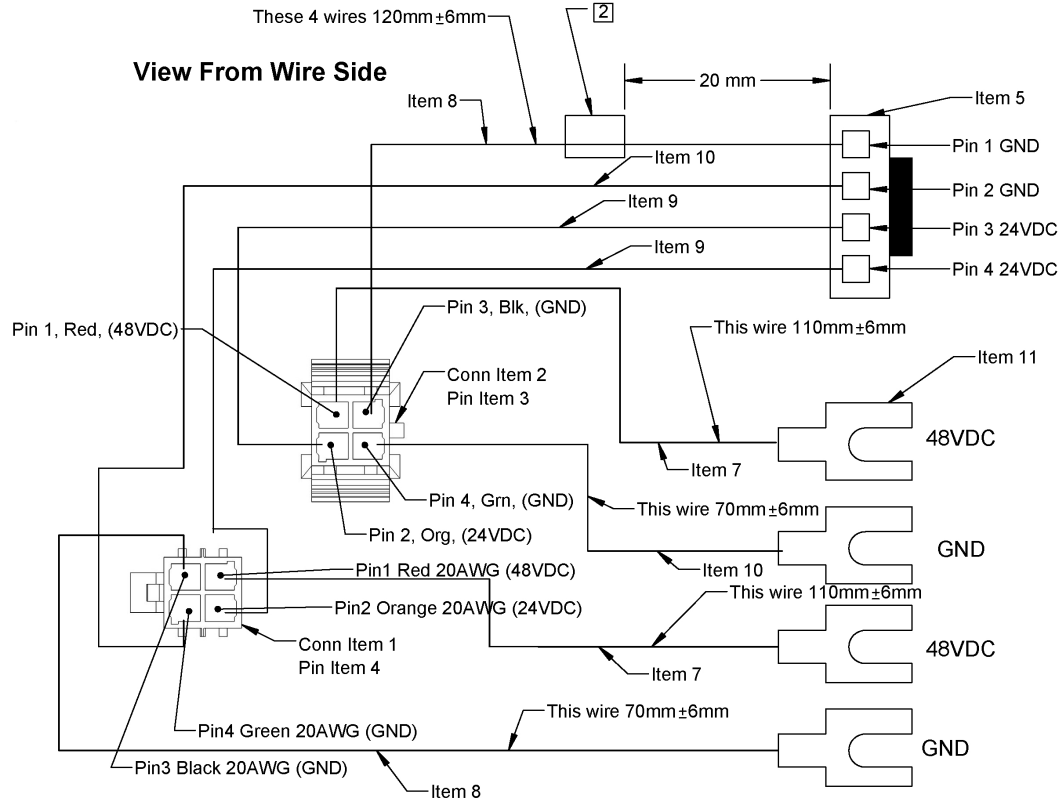 These 4 wires 120mm±6mm
2
View From Wire Side
20 mm
Item 8
Item 5
Pin 1 GND
Item 10
Pin 2 GND
Item 9
Pin 3 24VDC
Item 9
Pin 4 24VDC
Pin 3, Blk, (GND)
Pin 1, Red, (48VDC)
This wire 110mm±6mm
Item 11
Conn Item 2
Pin Item 3
48VDC
Item 7
Pin 4, Grn, (GND)
This wire 70mm±6mm
Pin 2, Org, (24VDC)
GND
Pin1 Red 20AWG (48VDC)
Item 10
This wire 110mm±6mm
Pin2 Orange 20AWG (24VDC)
Conn Item 1
Pin Item 4
48VDC
Item 7
This wire 70mm±6mm
Pin4 Green 20AWG (GND)
GND
Pin3 Black 20AWG (GND)
Item 8